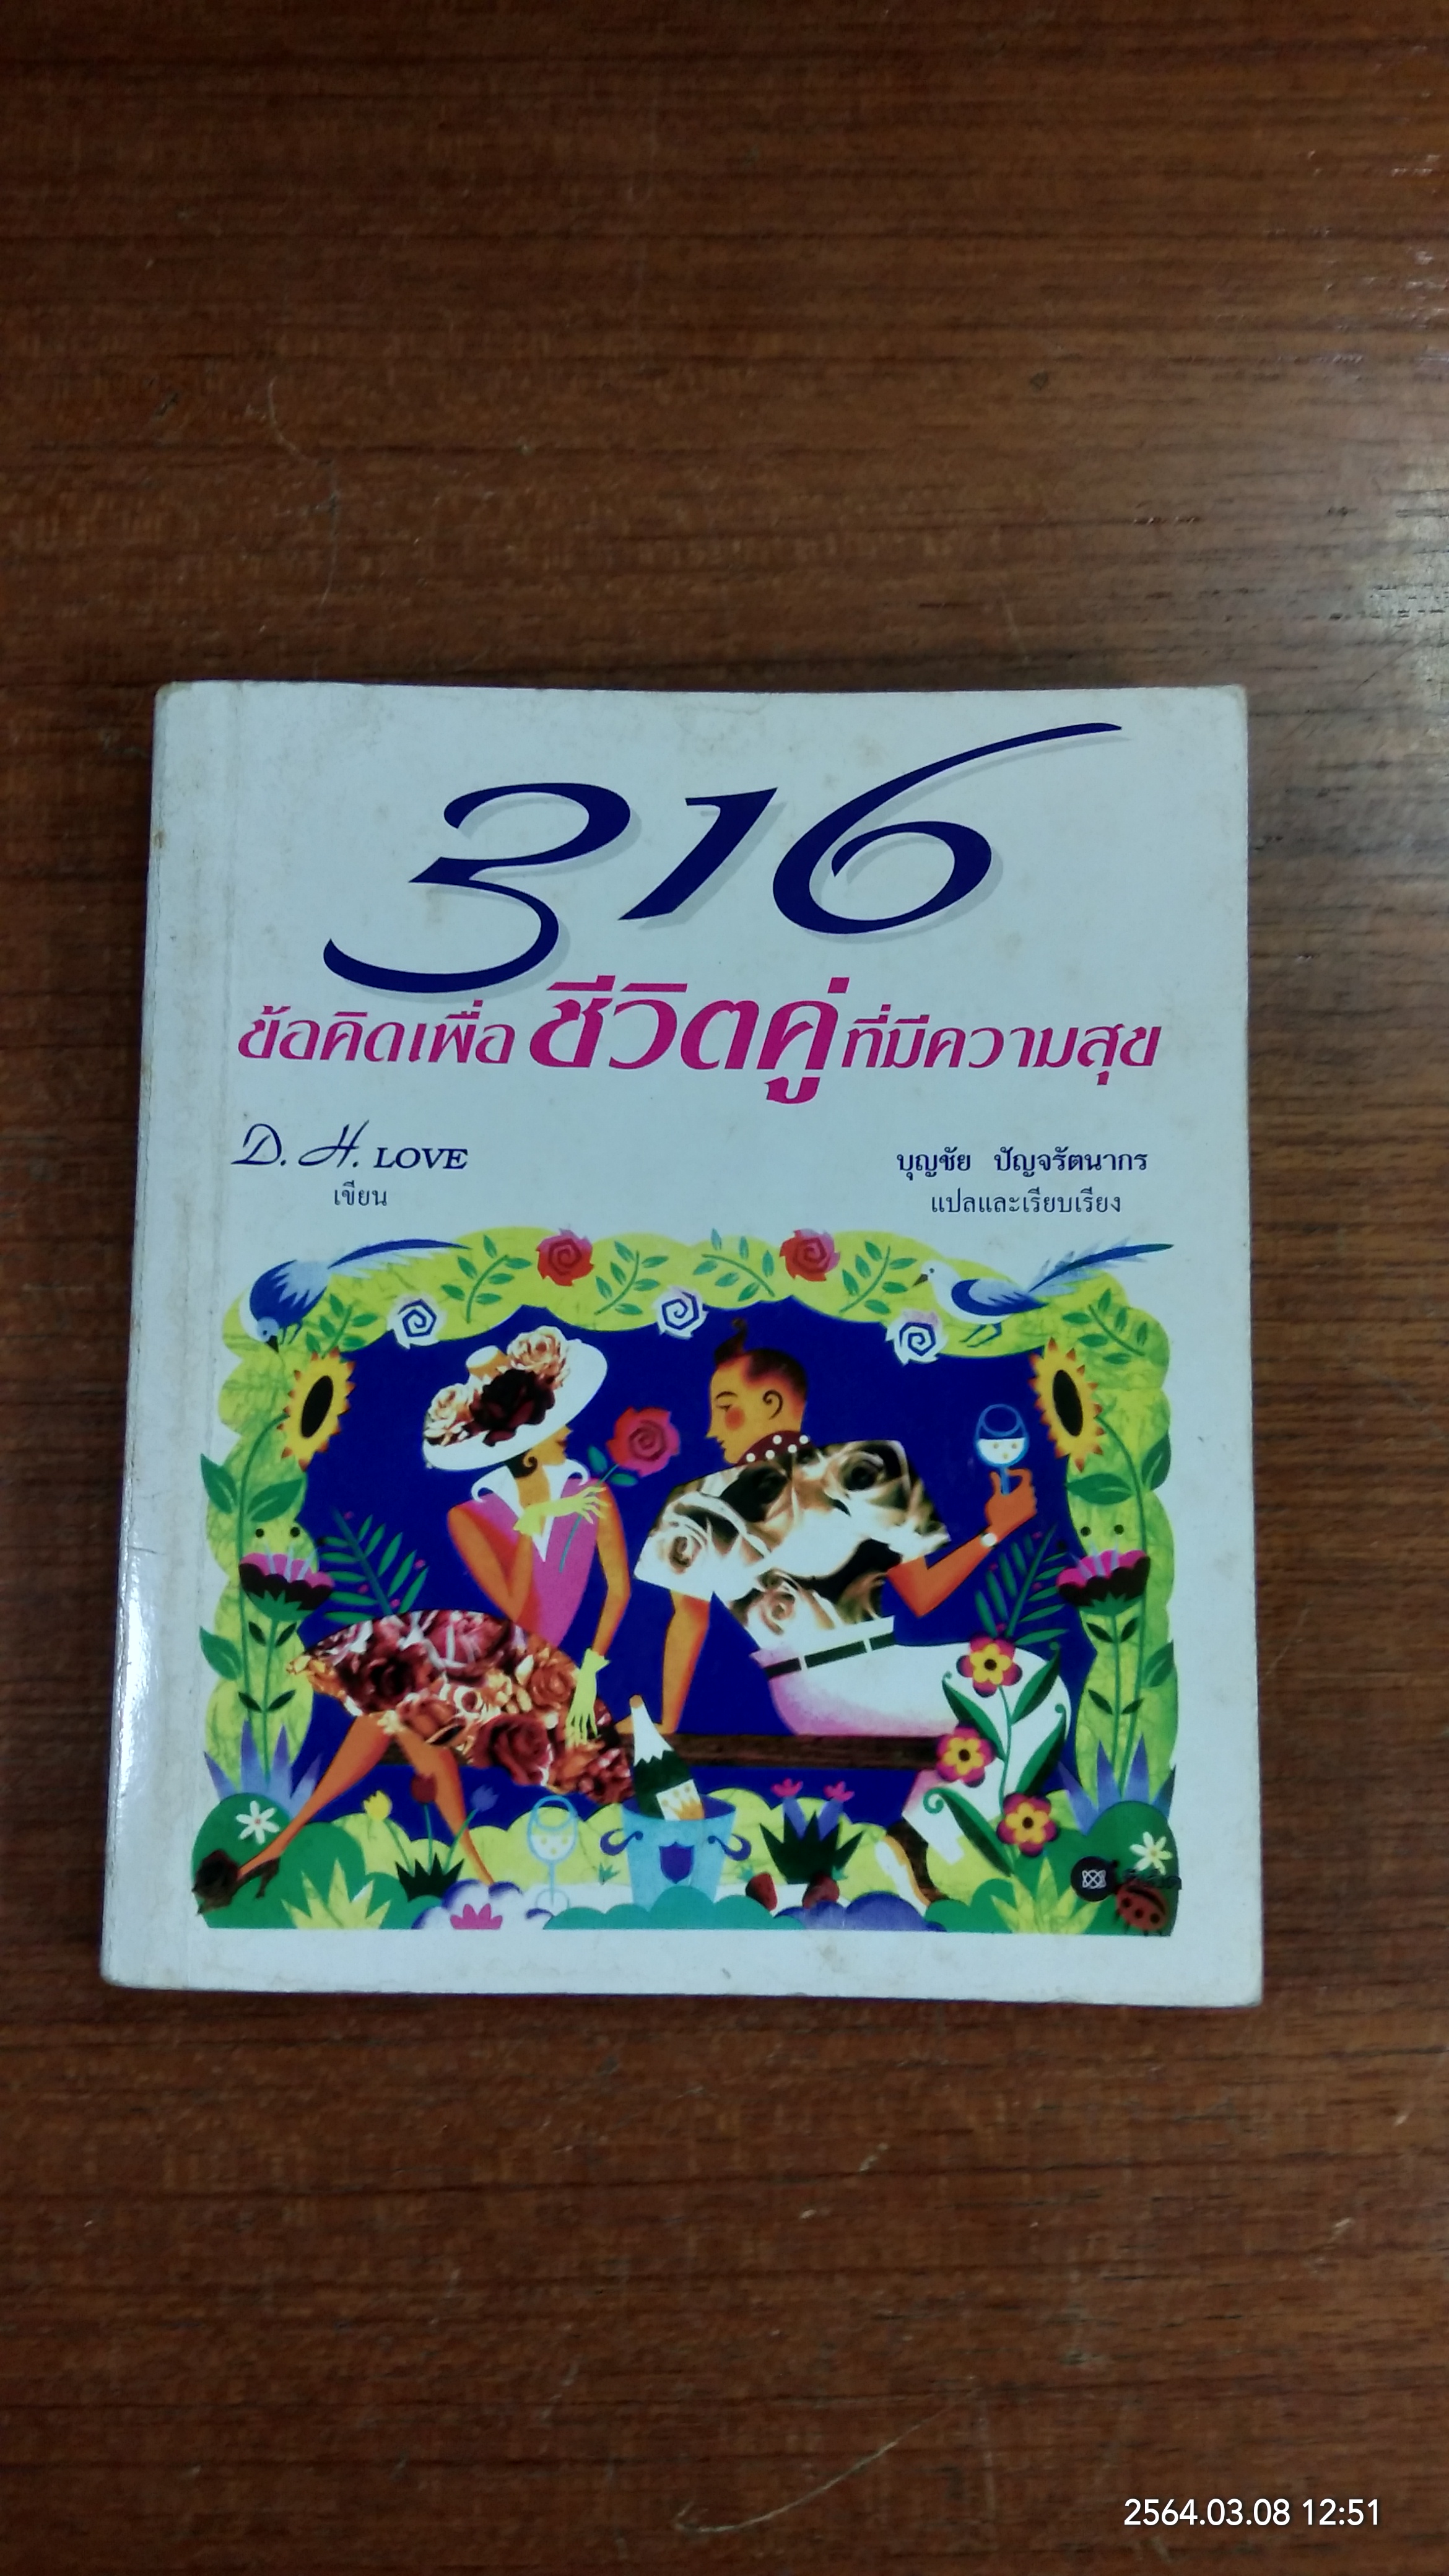 316
ข้อคิดเพื่อชีวิตคู่ที่มีความสุข
D. H. LOVE
เขียน
บุญชัย ปัญจรัตนากร
แปลและเรียบเรียง
2564.03.08 12:51